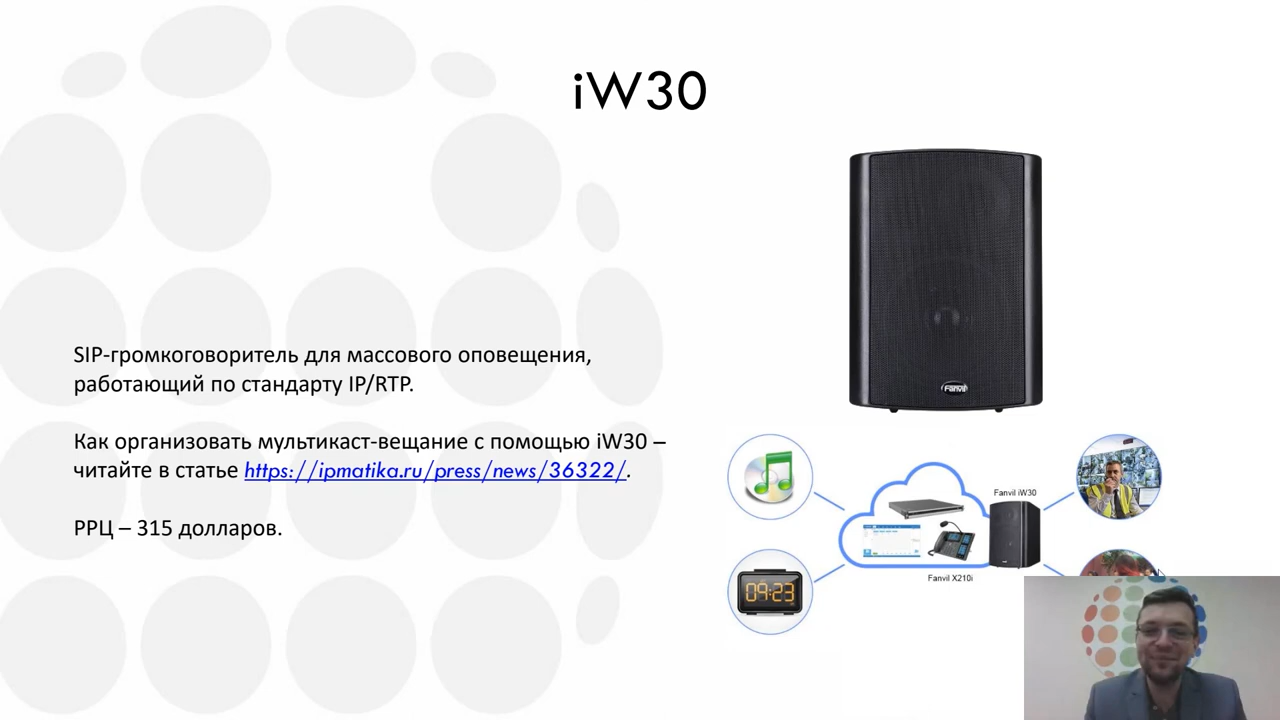 iW30
Fanvil
SIP-громкоговоритель для массового оповещения,
работающий по стандарту IP/RTP.
Как организовать мультикаст-вещание с помощью iW30 –
читайте в статье https://ipmatika.ru/press/news/36322/.
РРЦ – 315 долларов.
Fanvil iW30
Fanvil X210i
09:23